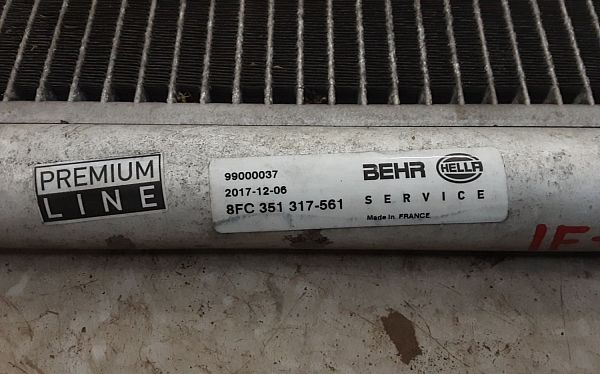 PREMIUM
LINE
99000037
2017-12-06
8FC 351 317-561
BEHR HELLA
SERVICE
Made in FRANCE